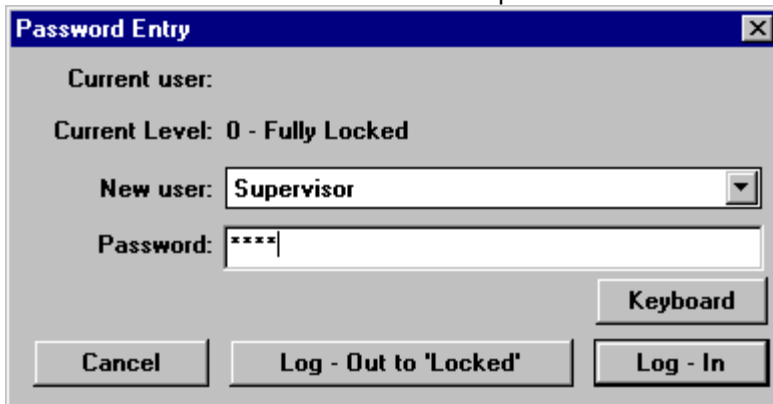 Password Entry
Current user:
Current Level: 0 - Fully Locked
New user: Supervisor
Password: ****
Keyboard
Cancel Log - Out to 'Locked' Log - In